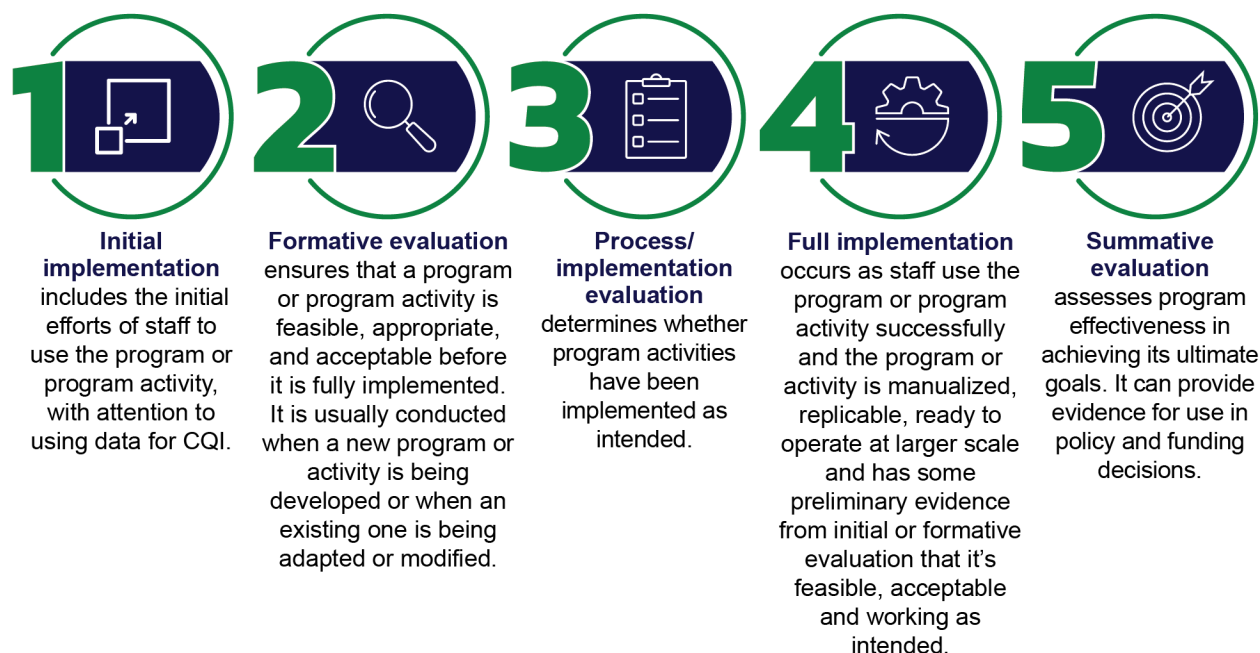 1
Initial
implementation
includes the initial
efforts of staff to
use the program or
program activity,
with attention to
using data for CQI.
2
Formative evaluation
ensures that a program
or program activity is
feasible, appropriate,
and acceptable before
it is fully implemented.
It is usually conducted
when a new program or
activity is being
developed or when an
existing one is being
adapted or modified.
3
Process/
implementation
evaluation
determines whether
program activities
have been
implemented as
intended.
4
Full implementation
occurs as staff use the
program or program
activity successfully
and the program or
activity is manualized,
replicable, ready to
operate at larger scale
and has some
preliminary evidence
from initial or formative
evaluation that it’s
feasible, acceptable
and working as
intended.
5
Summative
evaluation
assesses program
effectiveness in
achieving its ultimate
goals. It can provide
evidence for use in
policy and funding
decisions.